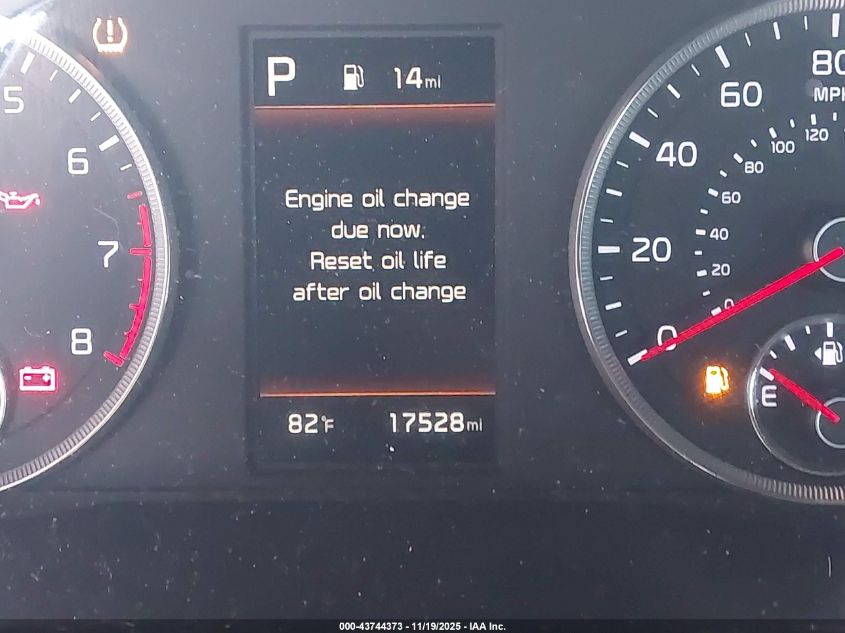 P 14mi
Engine oil change
due now.
Reset oil life
after oil change
82°F 17528mi
5
6
7
8
80
MPH
60
40
20
0
120
100
80
60
40
20
0
E
000-43744373 - 11/19/2025 - IAA Inc.